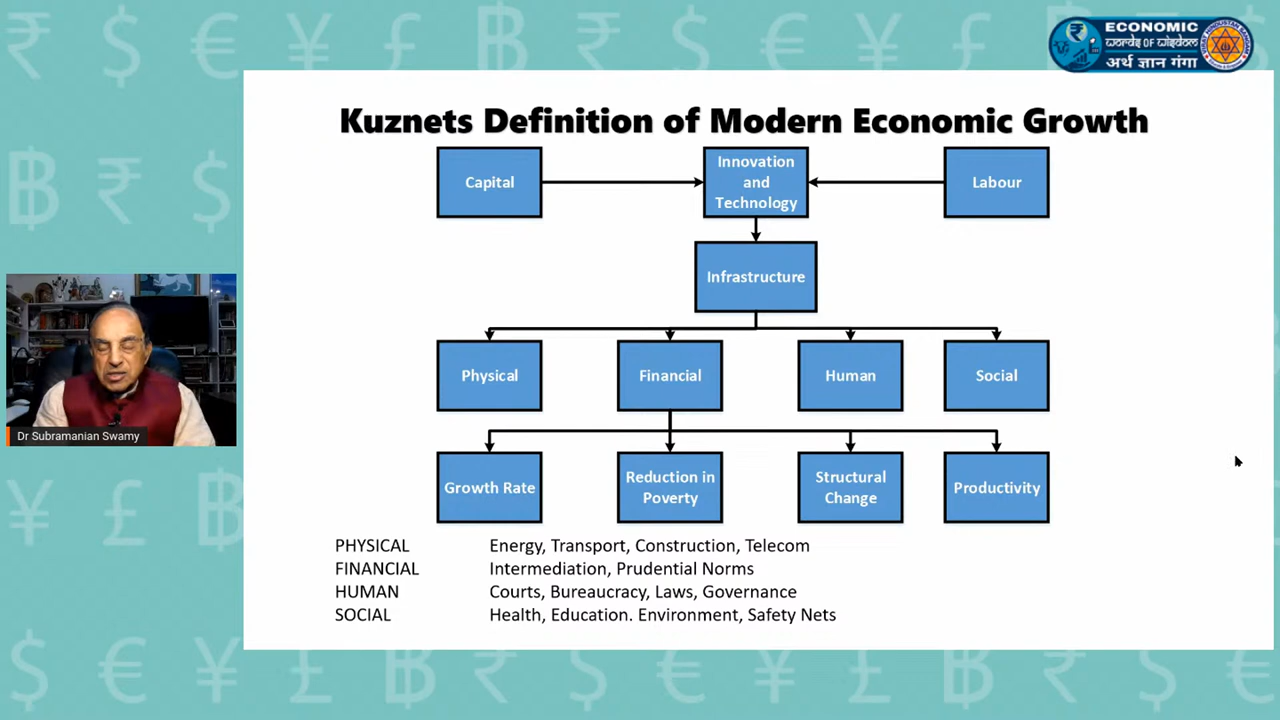 ECONOMIC
WORDS OF WISDOM
अर्थ ज्ञान गंगा
Kuznets Definition of Modern Economic Growth
Capital
Innovation
and
Technology
Labour
Infrastructure
Physical
Financial
Human
Social
Growth Rate
Reduction in
Poverty
Structural
Change
Productivity
Dr Subramanian Swamy
PHYSICAL Energy, Transport, Construction, Telecom
FINANCIAL Intermediation, Prudential Norms
HUMAN Courts, Bureaucracy, Laws, Governance
SOCIAL Health, Education. Environment, Safety Nets